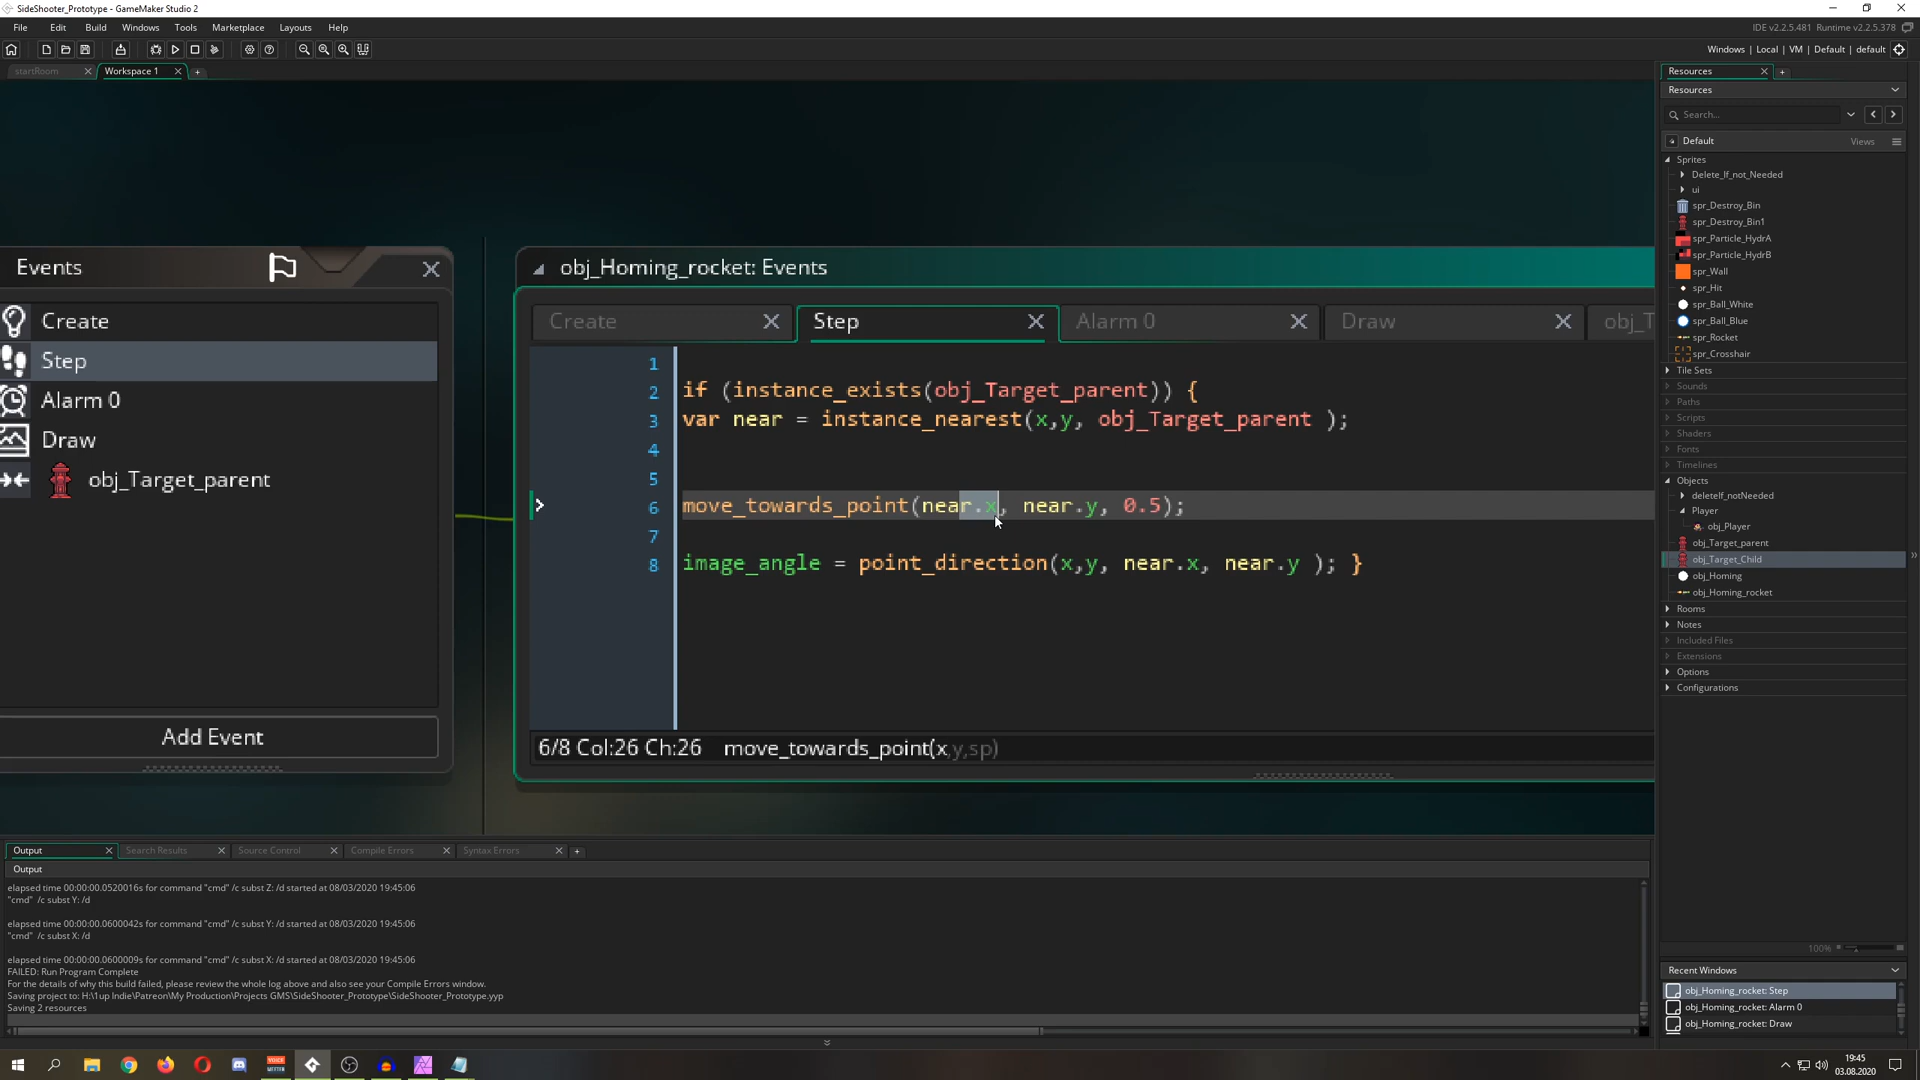 SideShooter_Prototype - GameMaker Studio 2
File Edit Build Windows Tools Marketplace Layouts Help
IDE v2.2.5.481 Runtime v2.2.5.378
Windows | Local | VM | Default | default
startRoom
Workspace 1
Events
Create
Step
Alarm 0
Draw
obj_Target_parent
Add Event
obj_Homing_rocket: Events
Create Step Alarm 0 Draw obj_T
1
2 if (instance_exists(obj_Target_parent)) {
3 var near = instance_nearest(x,y, obj_Target_parent );
4
5
6 move_towards_point(near.x, near.y, 0.5);
7
8 image_angle = point_direction(x,y, near.x, near.y ); }
6/8 Col:26 Ch:26 move_towards_point(x,y,sp)
Resources
Resources
Search...
Default Views
Sprites
Delete_If_not_Needed
ui
spr_Destroy_Bin
spr_Destroy_Bin1
spr_Particle_HydrA
spr_Particle_HydrB
spr_Wall
spr_Hit
spr_Ball_White
spr_Ball_Blue
spr_Rocket
spr_Crosshair
Tile Sets
Sounds
Paths
Scripts
Shaders
Fonts
Timelines
Objects
deleteIf_notNeeded
Player
obj_Player
obj_Target_parent
obj_Target_Child
obj_Homing
obj_Homing_rocket
Rooms
Notes
Included Files
Extensions
Options
Configurations
100%
Recent Windows
obj_Homing_rocket: Step
obj_Homing_rocket: Alarm 0
obj_Homing_rocket: Draw
Output Search Results Source Control Compile Errors Syntax Errors
Output
elapsed time 00:00:00.0520016s for command "cmd" /c subst Z: /d started at 08/03/2020 19:45:06
"cmd" /c subst Y: /d
elapsed time 00:00:00.0600042s for command "cmd" /c subst Y: /d started at 08/03/2020 19:45:06
"cmd" /c subst X: /d
elapsed time 00:00:00.0600009s for command "cmd" /c subst X: /d started at 08/03/2020 19:45:06
FAILED: Run Program Complete
For the details of why this build failed, please review the whole log above and also see your Compile Errors window.
Saving project to: H:\1up Indie\Patreon\My Production\Projects GMS\SideShooter_Prototype\SideShooter_Prototype.yyp
Saving 2 resources
19:45
03.08.2020